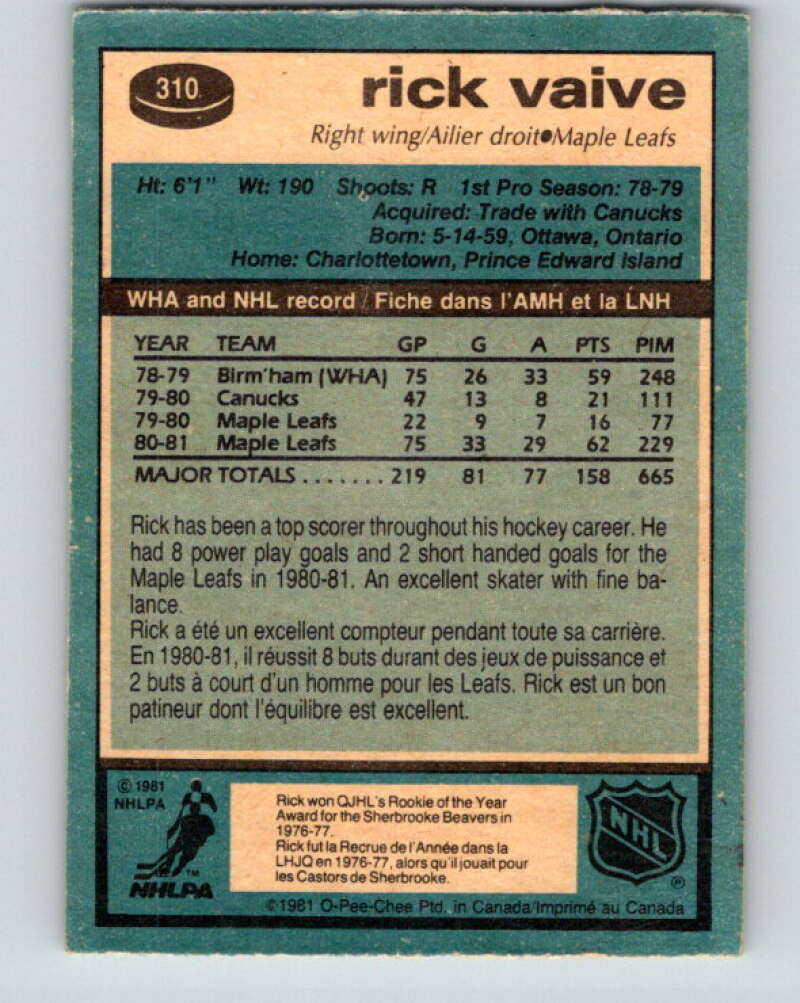 310
rick vaive
Right wing/Ailier droit●Maple Leafs
Ht: 6'1" Wt: 190 Shoots: R 1st Pro Season: 78-79
Acquired: Trade with Canucks
Born: 5-14-59, Ottawa, Ontario
Home: Charlottetown, Prince Edward Island
WHA and NHL record / Fiche dans l'AMH et la LNH
YEAR TEAM GP G A PTS PIM
78-79 Birm'ham (WHA) 75 26 33 59 248
79-80 Canucks 47 13 8 21 111
79-80 Maple Leafs 22 9 7 16 77
80-81 Maple Leafs 75 33 29 62 229
MAJOR TOTALS ....... 219 81 77 158 665
Rick has been a top scorer throughout his hockey career. He
had 8 power play goals and 2 short handed goals for the
Maple Leafs in 1980-81. An excellent skater with fine ba-
lance.
Rick a été un excellent compteur pendant toute sa carrière.
En 1980-81, il réussit 8 buts durant des jeux de puissance et
2 buts à court d'un homme pour les Leafs. Rick est un bon
patineur dont l'équilibre est excellent.
© 1981
NHLPA
TM
NHLPA
Rick won QJHL's Rookie of the Year
Award for the Sherbrooke Beavers in
1976-77.
Rick fut la Recrue de l'Année dans la
LHJQ en 1976-77, alors qu'il jouait pour
les Castors de Sherbrooke.
NHL
®
© 1981 O-Pee-Chee Ptd. in Canada/Imprimé au Canada